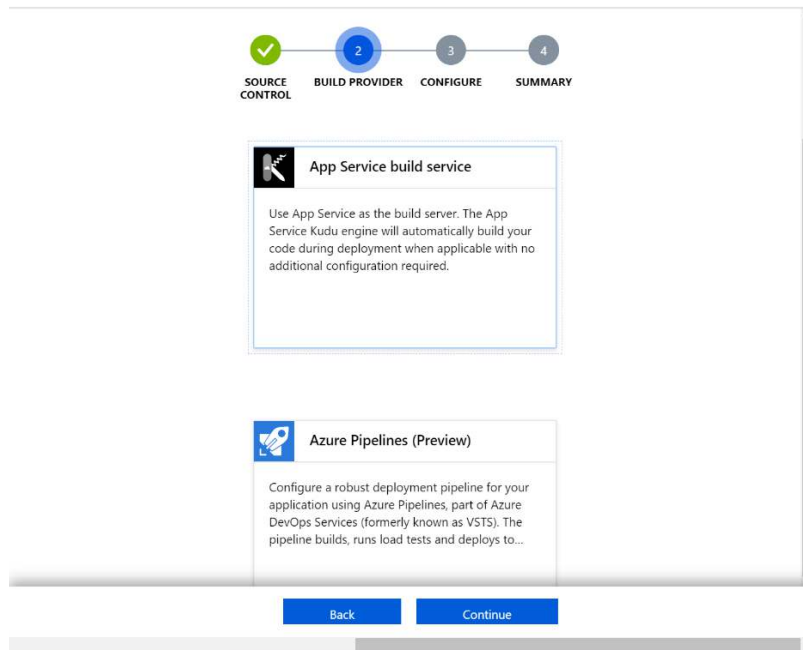 2
3
4
SOURCE
CONTROL
BUILD PROVIDER
CONFIGURE
SUMMARY
App Service build service
Use App Service as the build server. The App
Service Kudu engine will automatically build your
code during deployment when applicable with no
additional configuration required.
Azure Pipelines (Preview)
Configure a robust deployment pipeline for your
application using Azure Pipelines, part of Azure
DevOps Services (formerly known as VSTS). The
pipeline builds, runs load tests and deploys to...
Back
Continue